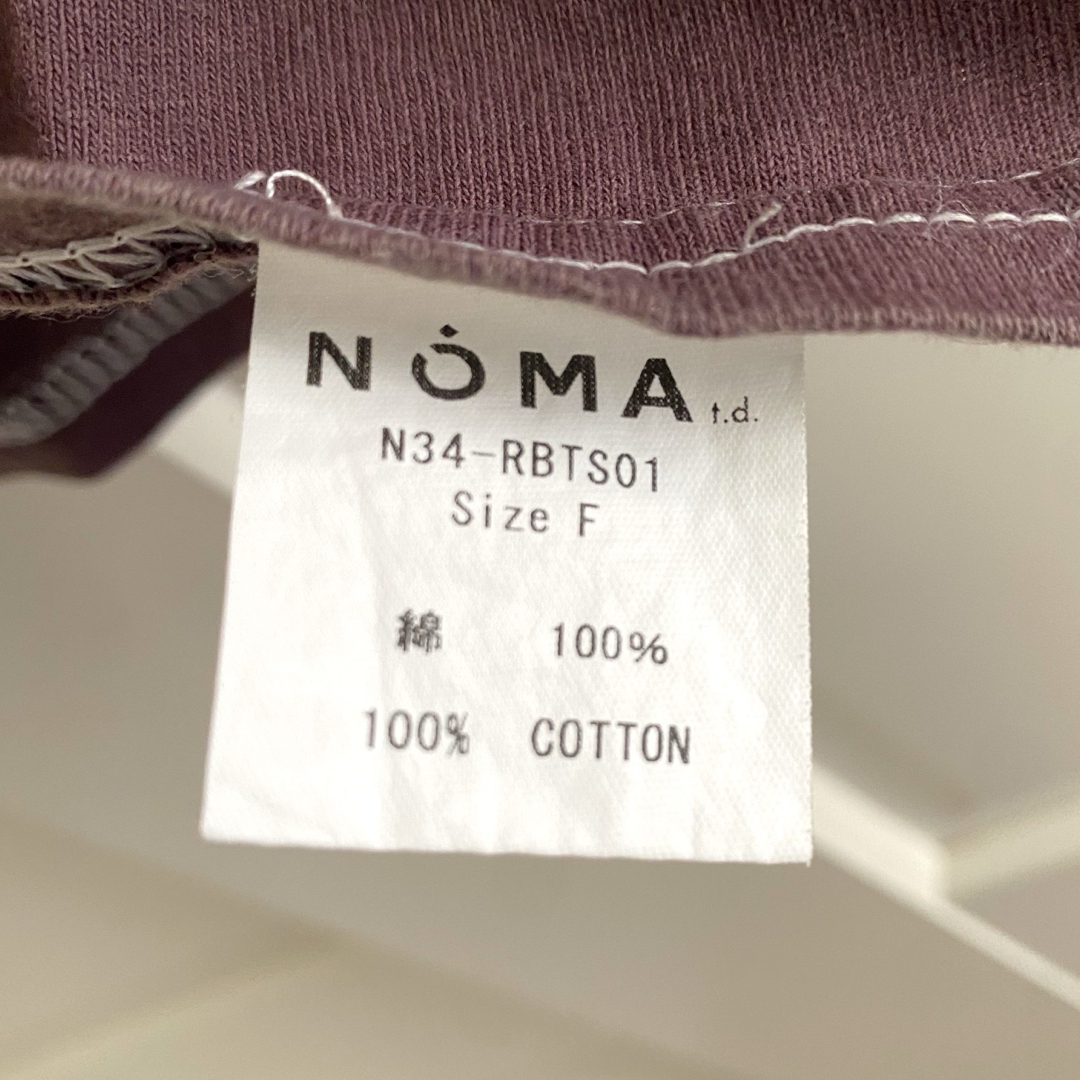 NOMA t.d.
N34-RBTS01
Size F
綿 100%
100% COTTON